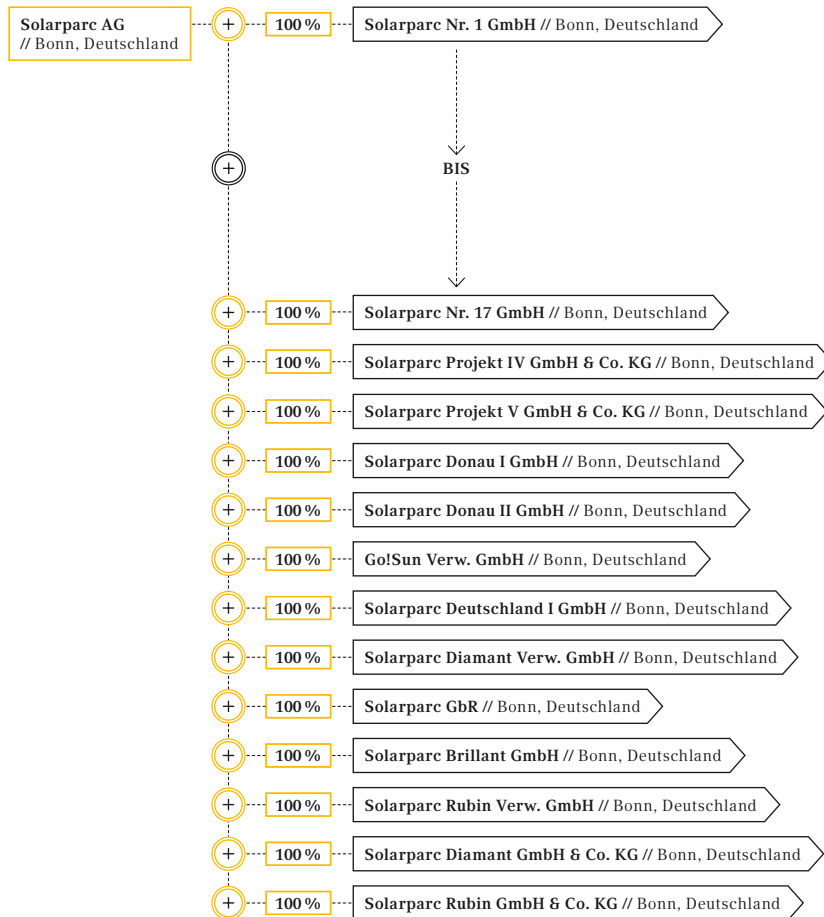 Solarparc AG
// Bonn, Deutschland
+ 100 % Solarparc Nr. 1 GmbH // Bonn, Deutschland
+ BIS
+ 100 % Solarparc Nr. 17 GmbH // Bonn, Deutschland
+ 100 % Solarparc Projekt IV GmbH & Co. KG // Bonn, Deutschland
+ 100 % Solarparc Projekt V GmbH & Co. KG // Bonn, Deutschland
+ 100 % Solarparc Donau I GmbH // Bonn, Deutschland
+ 100 % Solarparc Donau II GmbH // Bonn, Deutschland
+ 100 % Go!Sun Verw. GmbH // Bonn, Deutschland
+ 100 % Solarparc Deutschland I GmbH // Bonn, Deutschland
+ 100 % Solarparc Diamant Verw. GmbH // Bonn, Deutschland
+ 100 % Solarparc GbR // Bonn, Deutschland
+ 100 % Solarparc Brillant GmbH // Bonn, Deutschland
+ 100 % Solarparc Rubin Verw. GmbH // Bonn, Deutschland
+ 100 % Solarparc Diamant GmbH & Co. KG // Bonn, Deutschland
+ 100 % Solarparc Rubin GmbH & Co. KG // Bonn, Deutschland